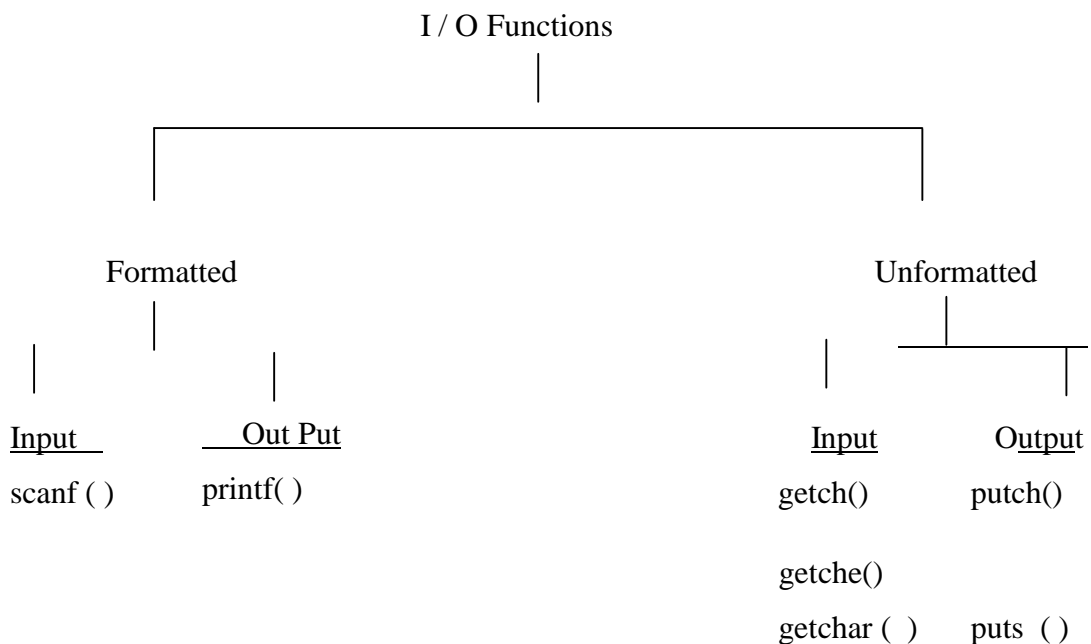 I / O Functions
Formatted Unformatted
Input Out Put Input Output
scanf ( ) printf( ) getch() putch()
getche()
getchar ( ) puts ( )